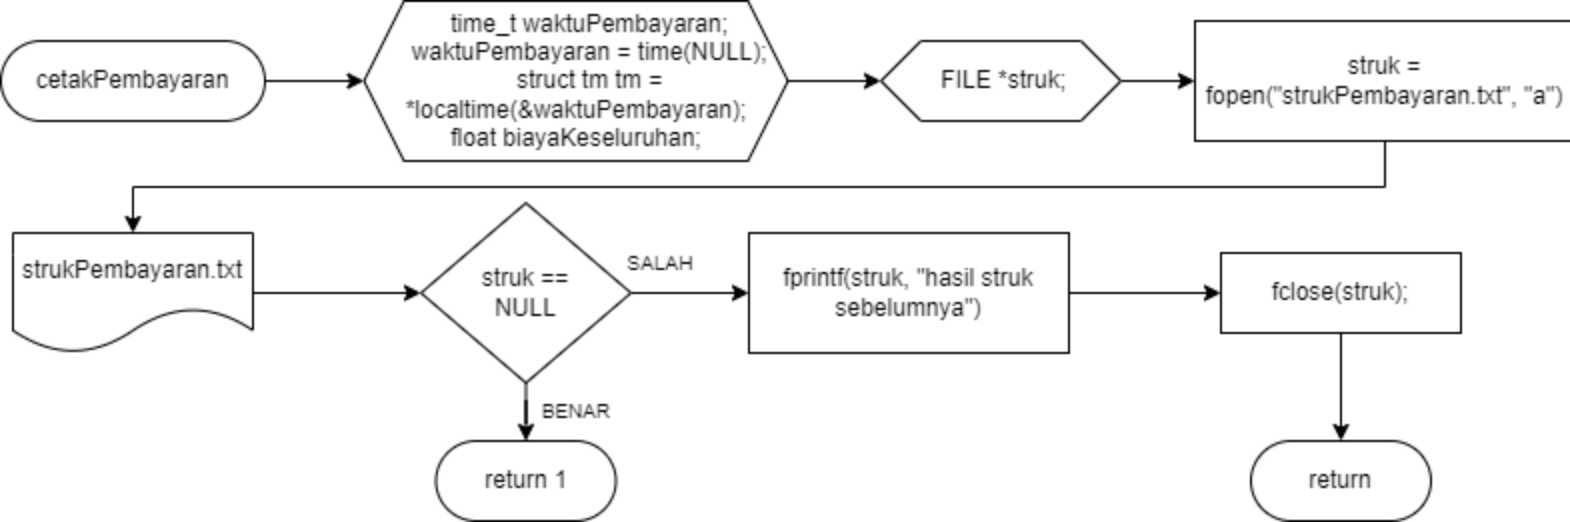 cetakPembayaran
time_t waktuPembayaran;
waktuPembayaran = time(NULL);
struct tm tm =
*localtime(&waktuPembayaran);
float biayaKeseluruhan;
FILE *struk;
struk =
fopen("strukPembayaran.txt", "a")
strukPembayaran.txt
struk ==
NULL
SALAH
fprintf(struk, "hasil struk
sebelumnya")
fclose(struk);
BENAR
return 1
return